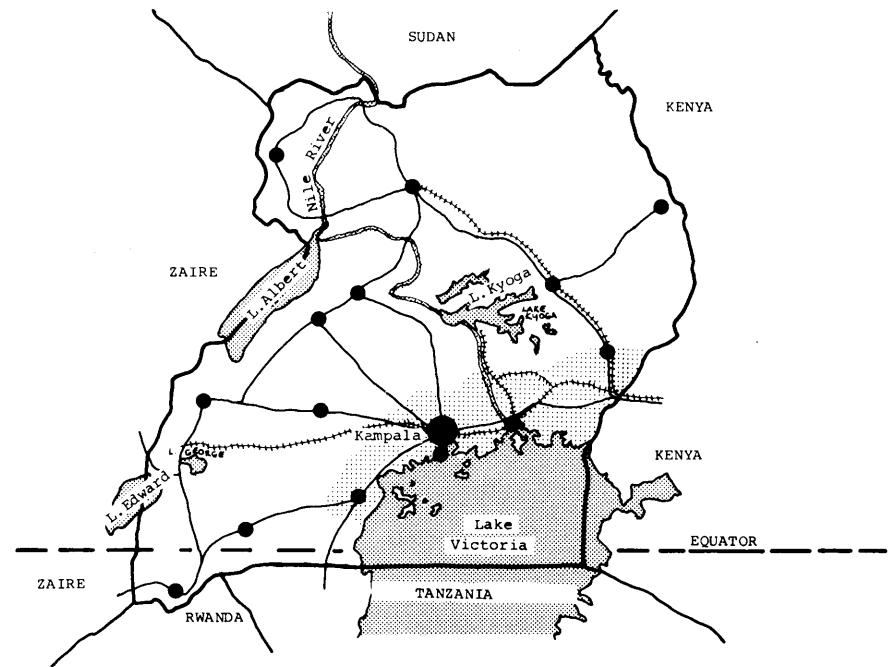 SUDAN
KENYA
Nile River
ZAIRE
L. Albert
L. Kyoga
LAKE
KYOGA
Kampala
L
GEORGE
L. Edward
KENYA
Lake
Victoria
EQUATOR
ZAIRE
TANZANIA
RWANDA